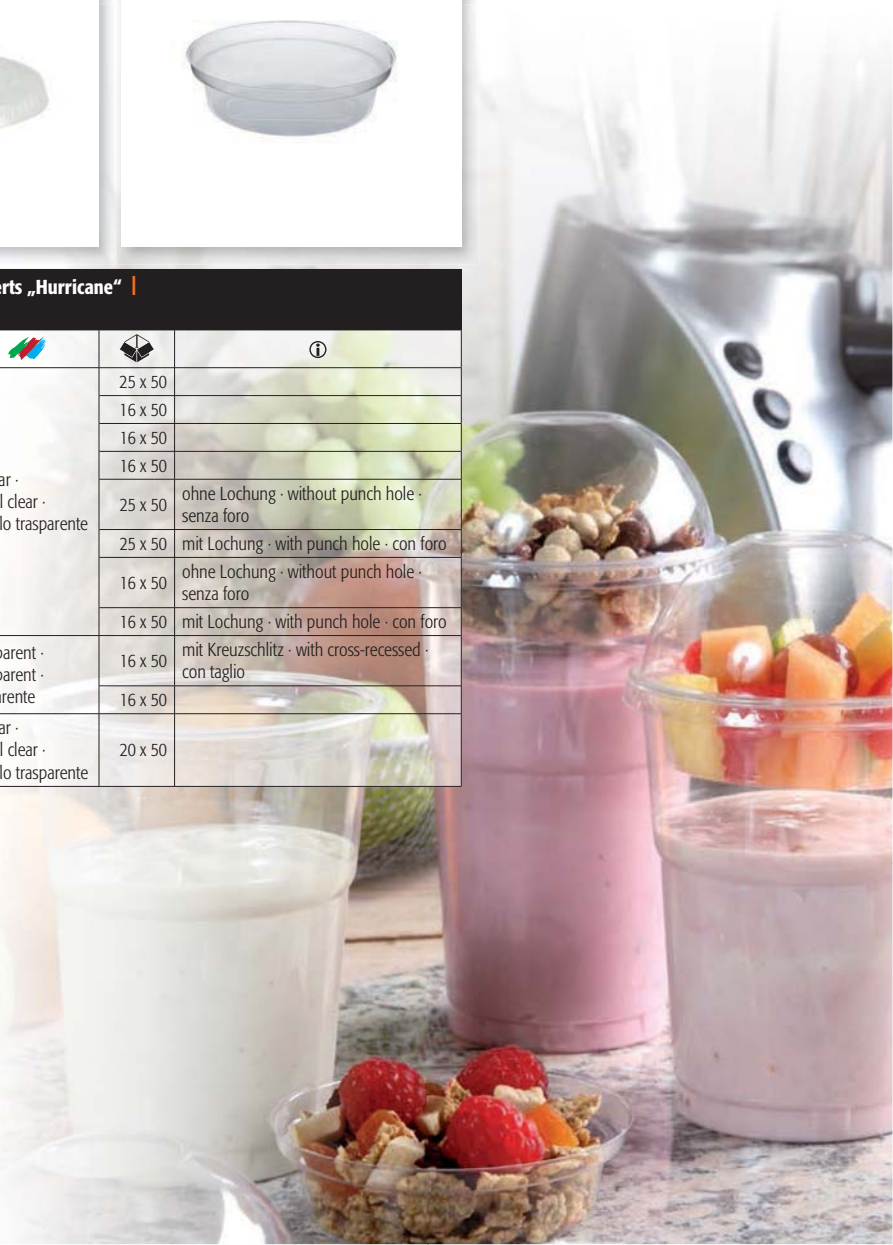 erts „Hurricane“ |
25 x 50
16 x 50
16 x 50
16 x 50
ar ·
l clear ·
lo trasparente
25 x 50
ohne Lochung · without punch hole ·
senza foro
25 x 50 mit Lochung · with punch hole · con foro
16 x 50
ohne Lochung · without punch hole ·
senza foro
16 x 50 mit Lochung · with punch hole · con foro
parent ·
parent ·
arente
16 x 50
mit Kreuzschlitz · with cross-recessed ·
con taglio
16 x 50
ar ·
l clear ·
lo trasparente
20 x 50